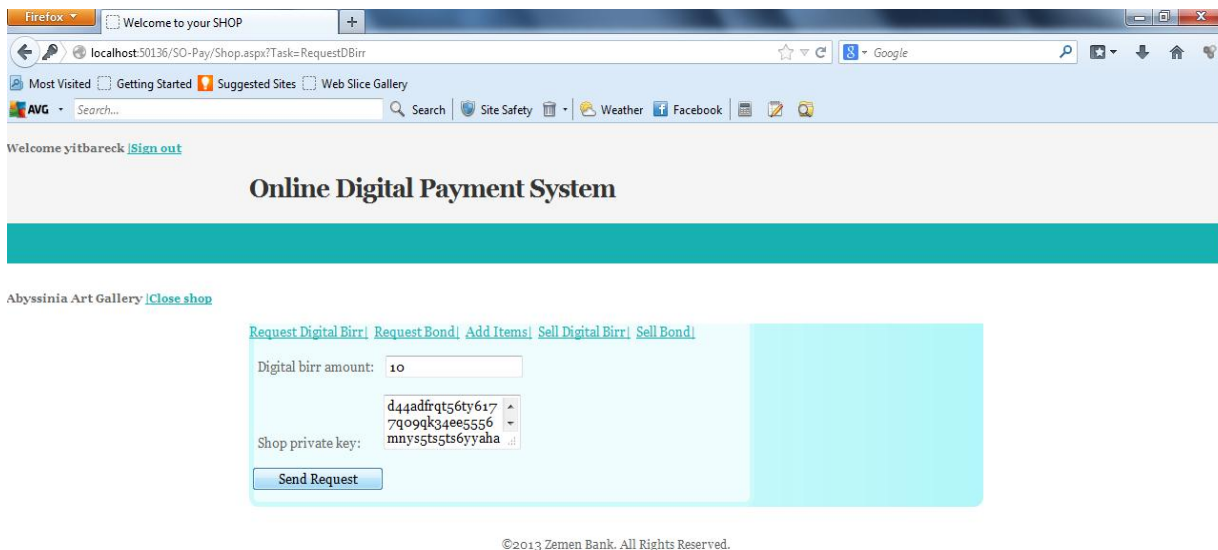 Firefox
Welcome to your SHOP
localhost:50136/SO-Pay/Shop.aspx?Task=RequestDBirr
Google
Most Visited Getting Started Suggested Sites Web Slice Gallery
AVG Search... Search Site Safety Weather Facebook
Welcome yitbareck |Sign out
Online Digital Payment System
Abyssinia Art Gallery |Close shop
Request Digital Birr| Request Bond| Add Items| Sell Digital Birr| Sell Bond|
Digital birr amount: 10
d44adfrqt56ty617
7q09qk34ee5556
mnys5ts5ts6yyaha
Shop private key:
Send Request
©2013 Zemen Bank. All Rights Reserved.